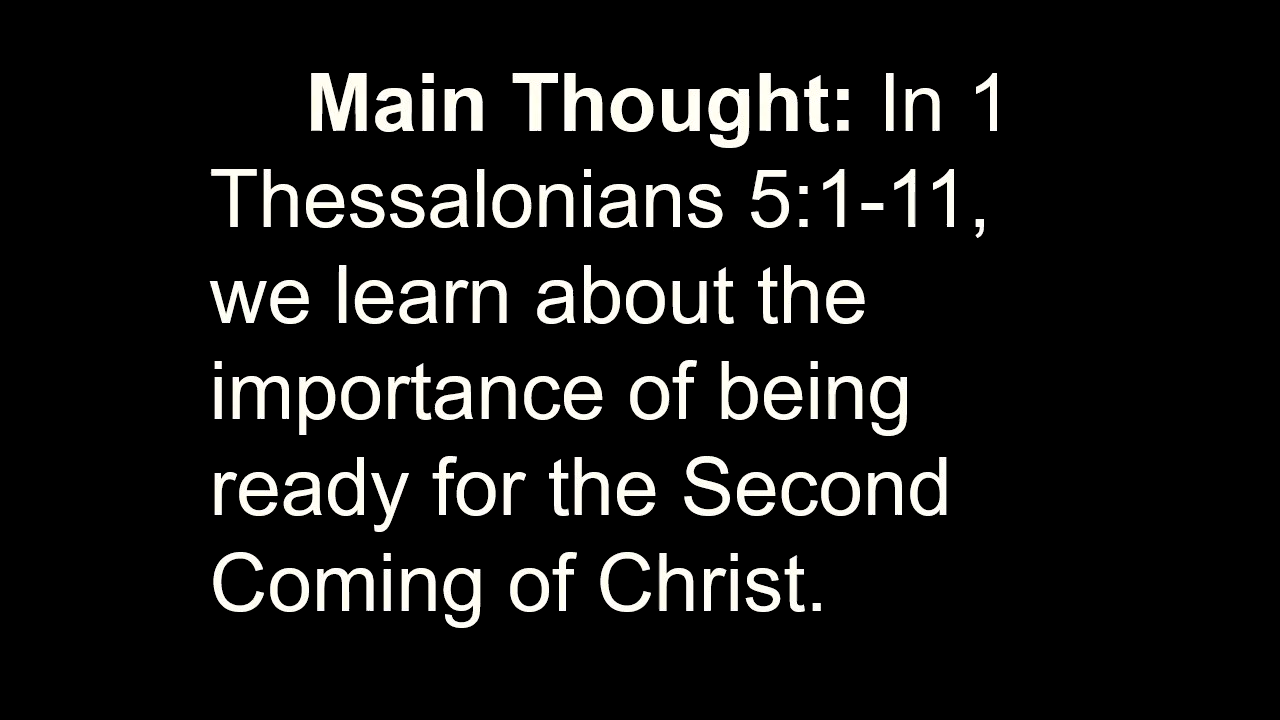 Main Thought: In 1
Thessalonians 5:1-11,
we learn about the
importance of being
ready for the Second
Coming of Christ.